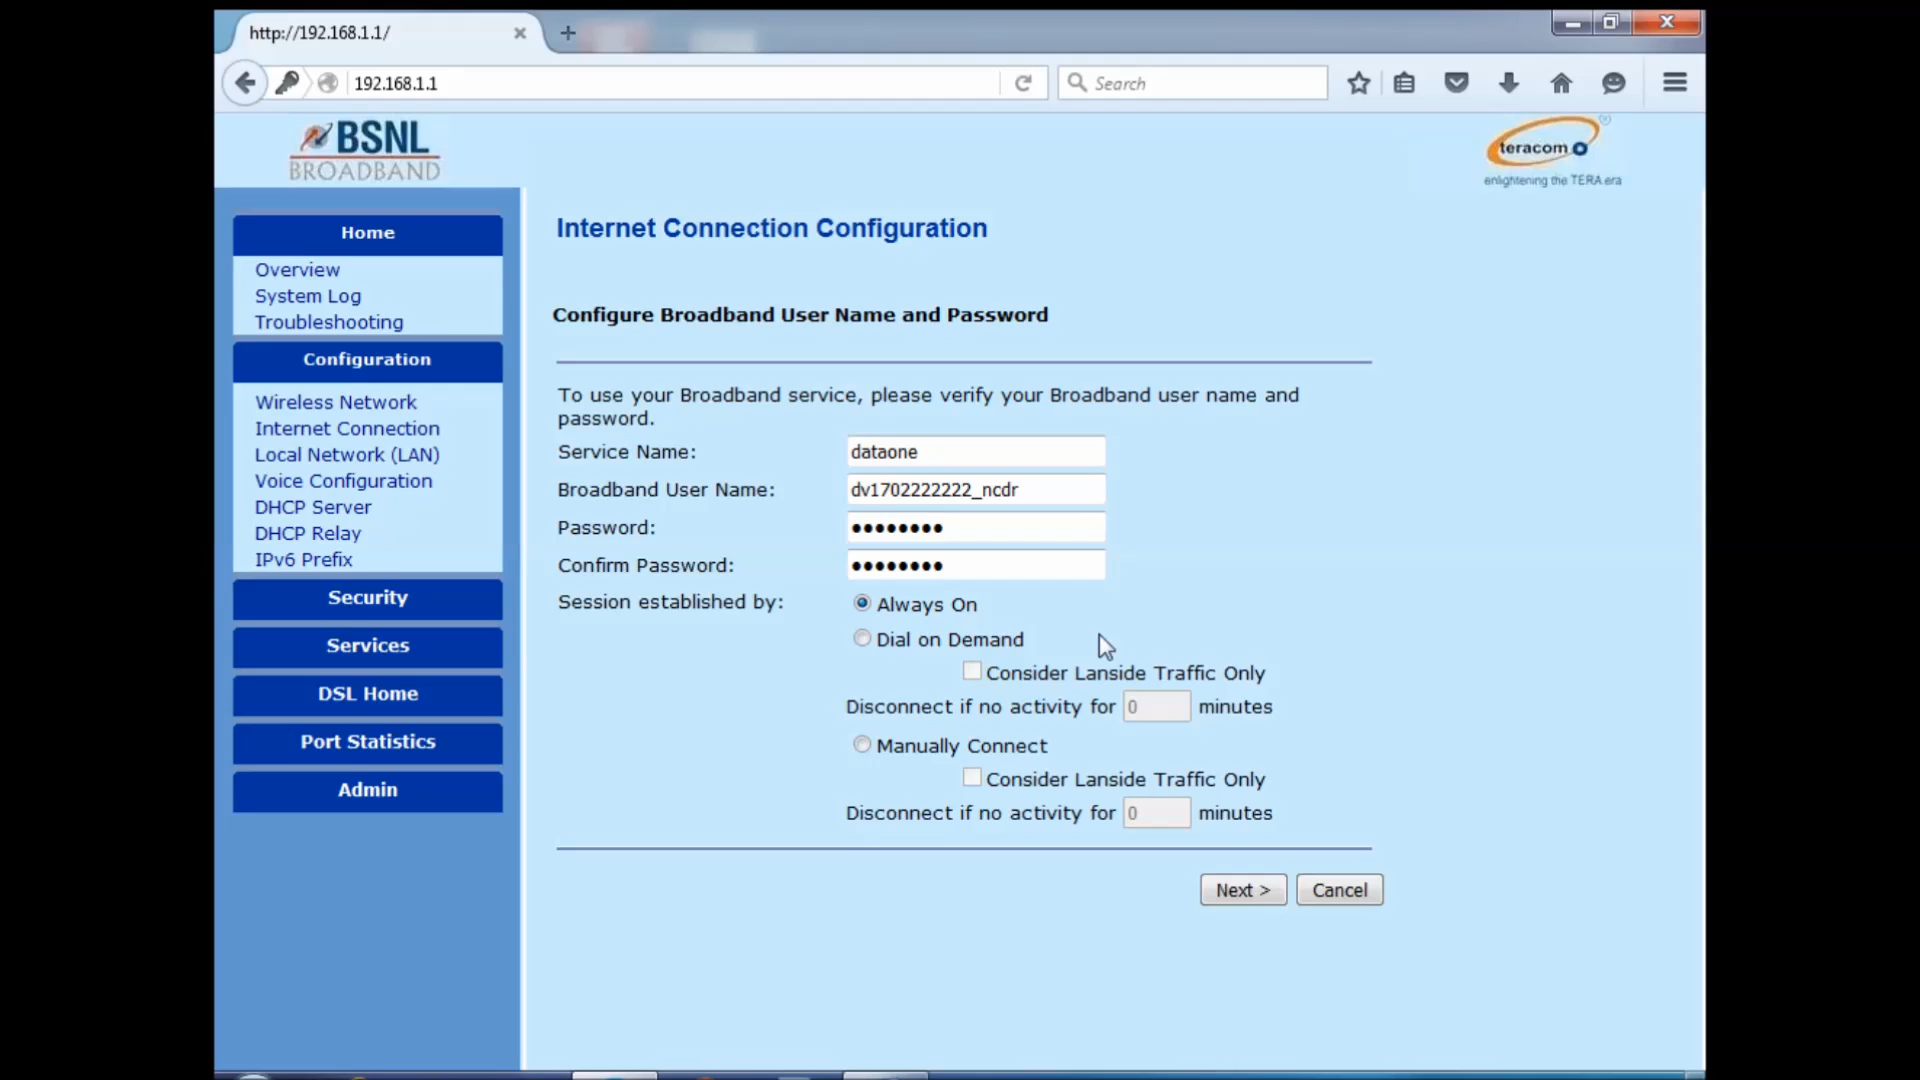 http://192.168.1.1/
192.168.1.1
Search
BSNL
BROADBAND
teracom
enlightening the TERA era
Home
Overview
System Log
Troubleshooting
Configuration
Wireless Network
Internet Connection
Local Network (LAN)
Voice Configuration
DHCP Server
DHCP Relay
IPv6 Prefix
Security
Services
DSL Home
Port Statistics
Admin
Internet Connection Configuration
Configure Broadband User Name and Password
To use your Broadband service, please verify your Broadband user name and
password.
Service Name: dataone
Broadband User Name: dv1702222222_ncdr
Password: ●●●●●●●●
Confirm Password: ●●●●●●●●
Session established by: Always On
Dial on Demand
Consider Lanside Traffic Only
Disconnect if no activity for 0 minutes
Manually Connect
Consider Lanside Traffic Only
Disconnect if no activity for 0 minutes
Next > Cancel